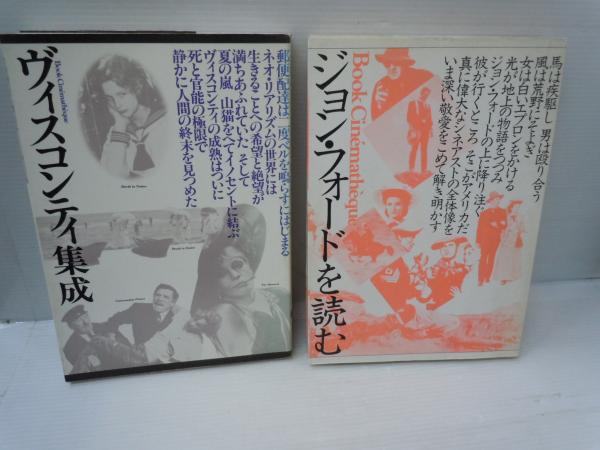 郵便配達は二度ベルを鳴らすにはじまる
ネオ・リアリズムの世界には
生きることへの希望と絶望が
満ちあふれていた そして
夏の嵐 山猫をへてイノセントに結ぶ
ヴィスコンティの成熟はついに
死と官能の極限で
静かに人間の終末を見つめた
Book Cinémathèque
ヴィスコンティ集成
Death in Venice
Death in Venice
Conversation Piece
馬は疾駆し 男は殴り合う
風は荒野にそよぎ
女は白いエプロンをかける
光が地上の物語をつつみ
ジョン・フォードの上に降り注ぐ
彼が行くところ そこがアメリカだ
真に偉大なシネアストの全体像を
いま深い敬愛をこめて解き明かす
Book Cinémathèque
ジョン・フォードを読む